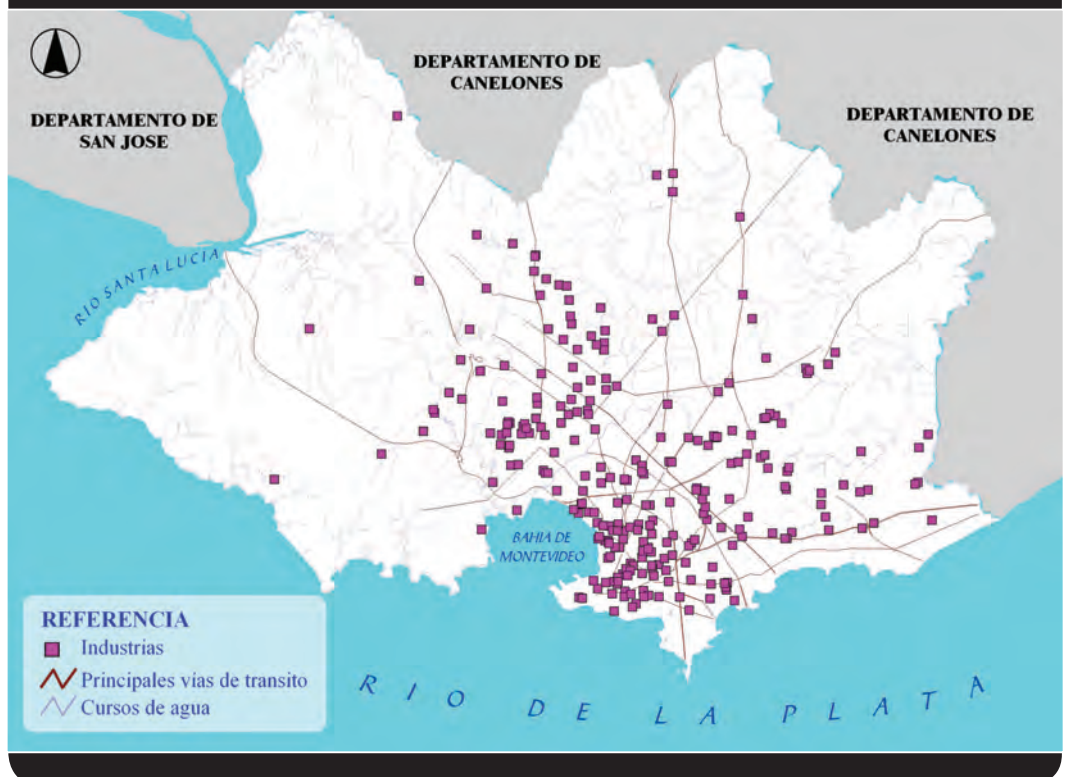 DEPARTAMENTO DE
CANELONES
DEPARTAMENTO DE
SAN JOSE
DEPARTAMENTO DE
CANELONES
RIO SANTA LUCIA
BAHIA DE
MONTEVIDEO
REFERENCIA
Industrias
Principales vías de transito
Cursos de agua
RIO DE LA PLATA